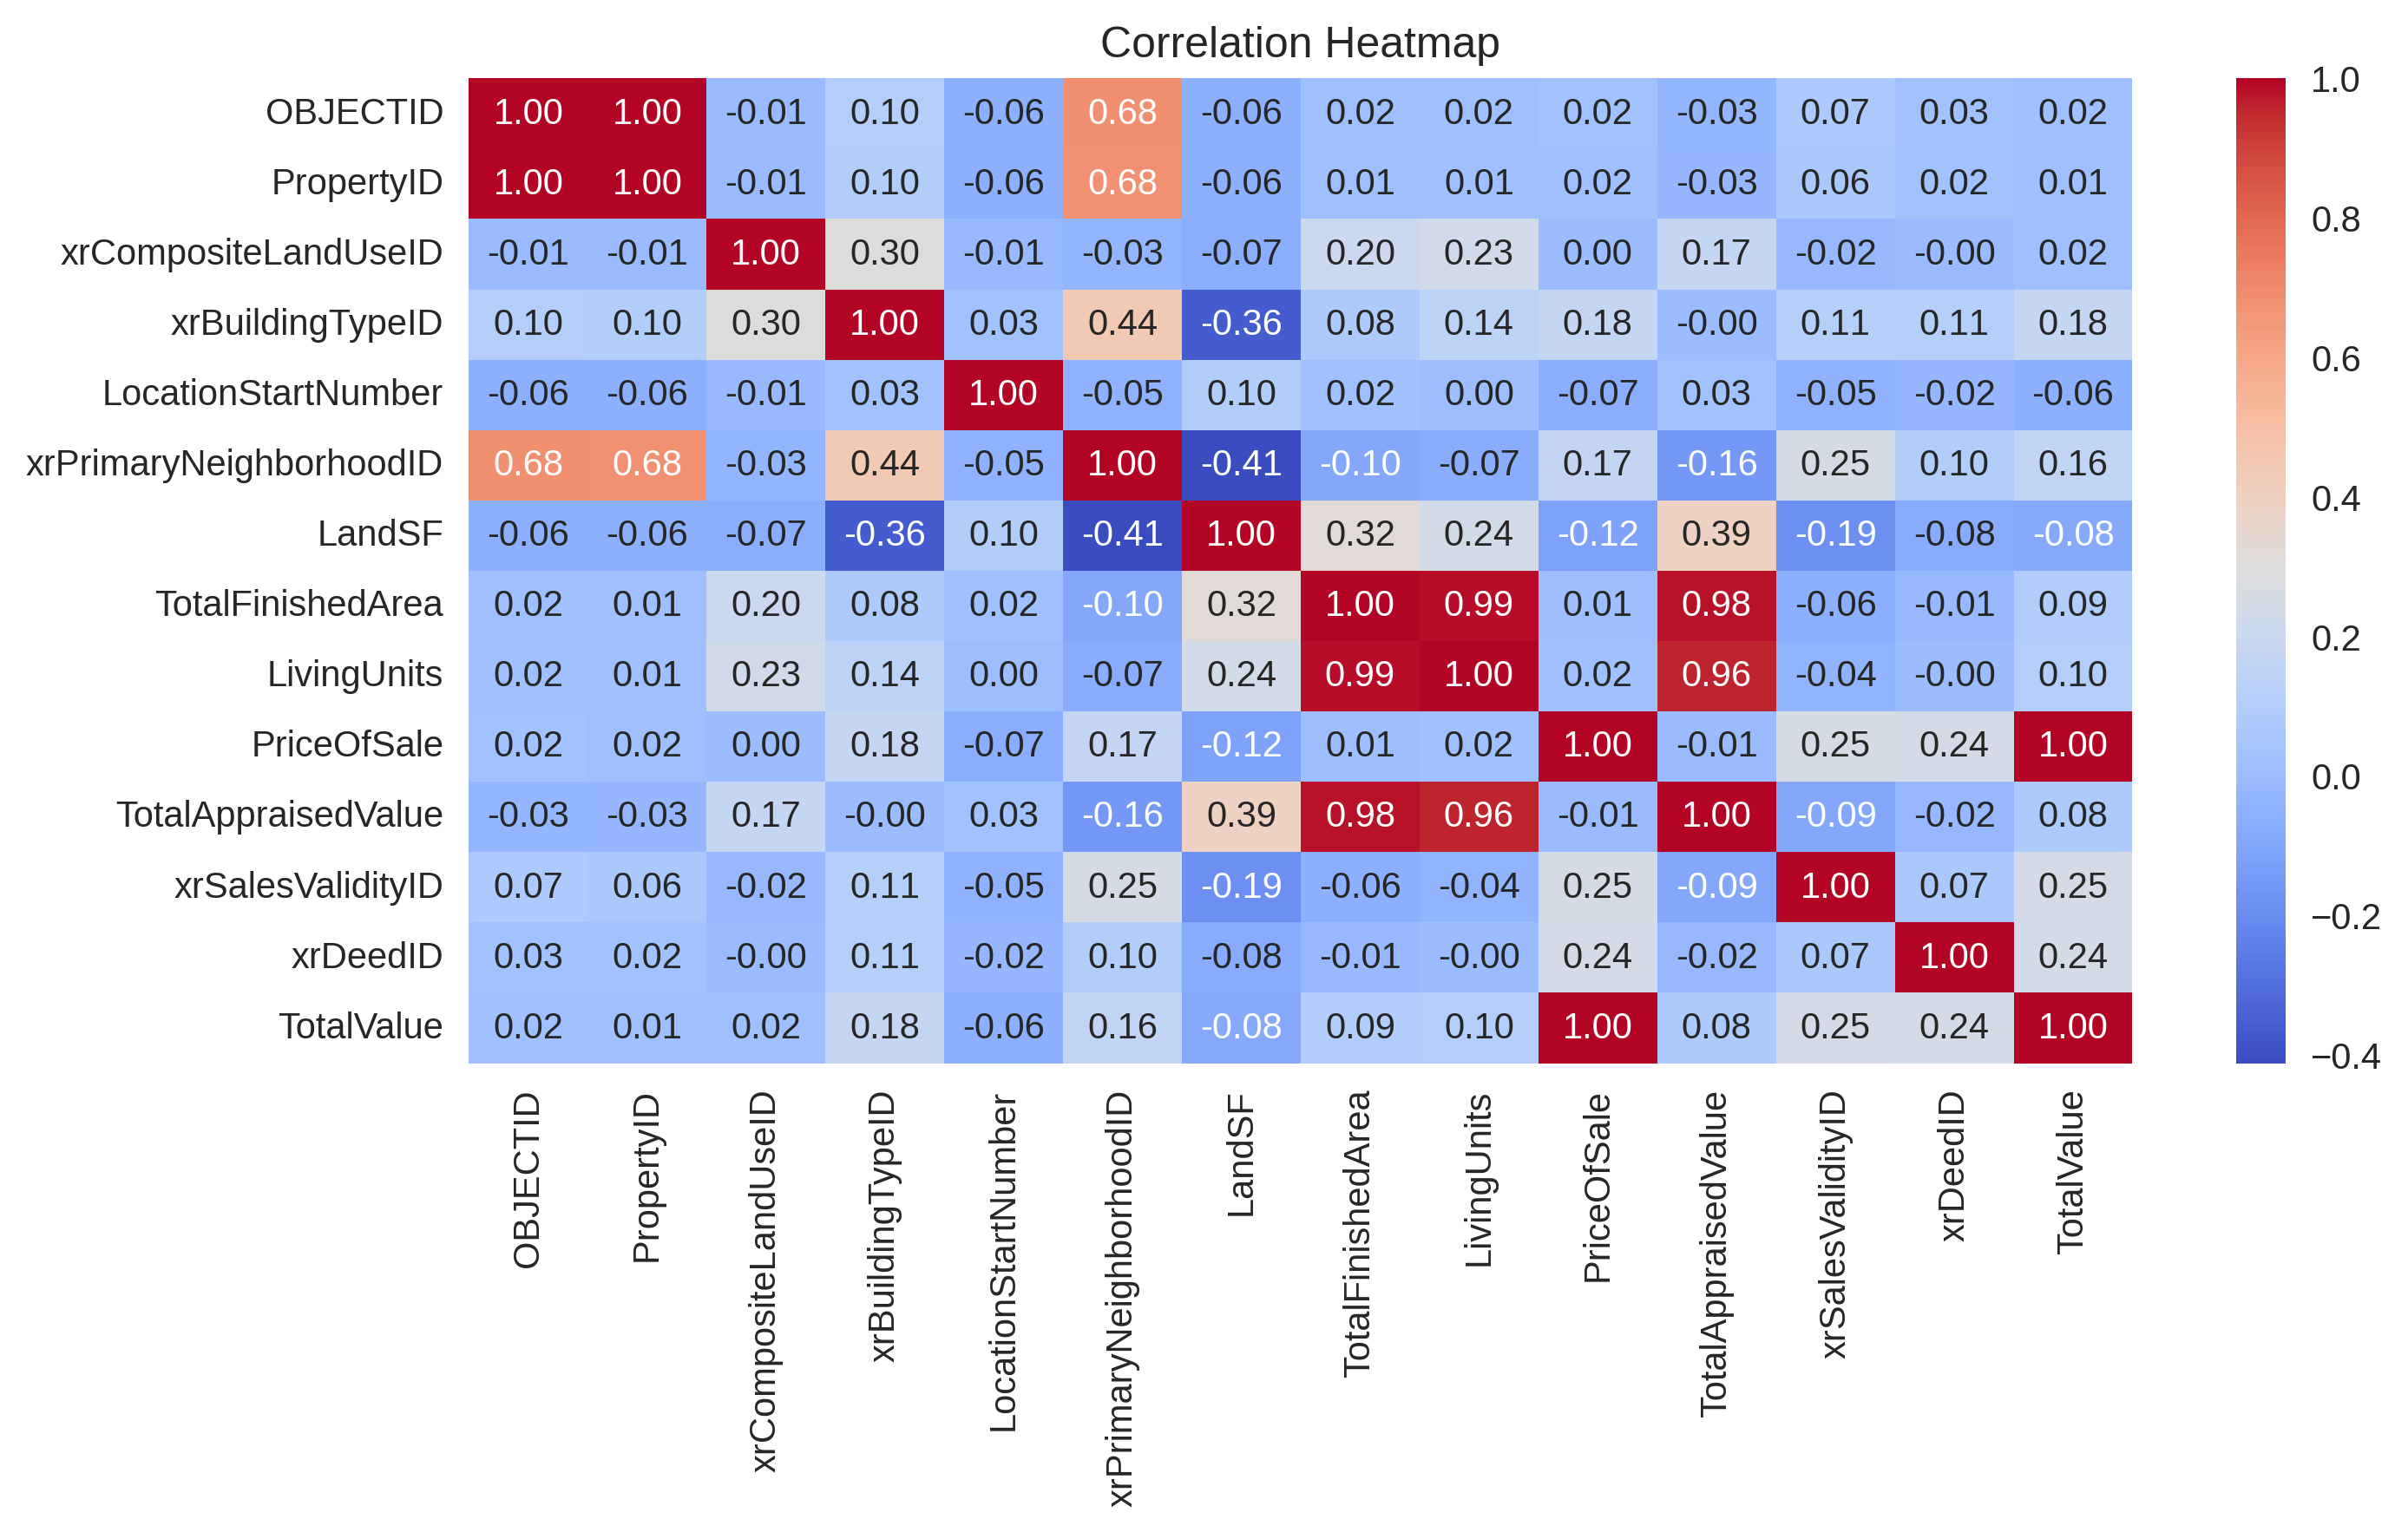 Correlation Heatmap
OBJECTID 1.00 1.00 -0.01 0.10 -0.06 0.68 -0.06 0.02 0.02 0.02 -0.03 0.07 0.03 0.02
PropertyID 1.00 1.00 -0.01 0.10 -0.06 0.68 -0.06 0.01 0.01 0.02 -0.03 0.06 0.02 0.01
xrCompositeLandUseID -0.01 -0.01 1.00 0.30 -0.01 -0.03 -0.07 0.20 0.23 0.00 0.17 -0.02 -0.00 0.02
xrBuildingTypeID 0.10 0.10 0.30 1.00 0.03 0.44 -0.36 0.08 0.14 0.18 -0.00 0.11 0.11 0.18
LocationStartNumber -0.06 -0.06 -0.01 0.03 1.00 -0.05 0.10 0.02 0.00 -0.07 0.03 -0.05 -0.02 -0.06
xrPrimaryNeighborhoodID 0.68 0.68 -0.03 0.44 -0.05 1.00 -0.41 -0.10 -0.07 0.17 -0.16 0.25 0.10 0.16
LandSF -0.06 -0.06 -0.07 -0.36 0.10 -0.41 1.00 0.32 0.24 -0.12 0.39 -0.19 -0.08 -0.08
TotalFinishedArea 0.02 0.01 0.20 0.08 0.02 -0.10 0.32 1.00 0.99 0.01 0.98 -0.06 -0.01 0.09
LivingUnits 0.02 0.01 0.23 0.14 0.00 -0.07 0.24 0.99 1.00 0.02 0.96 -0.04 -0.00 0.10
PriceOfSale 0.02 0.02 0.00 0.18 -0.07 0.17 -0.12 0.01 0.02 1.00 -0.01 0.25 0.24 1.00
TotalAppraisedValue -0.03 -0.03 0.17 -0.00 0.03 -0.16 0.39 0.98 0.96 -0.01 1.00 -0.09 -0.02 0.08
xrSalesValidityID 0.07 0.06 -0.02 0.11 -0.05 0.25 -0.19 -0.06 -0.04 0.25 -0.09 1.00 0.07 0.25
xrDeedID 0.03 0.02 -0.00 0.11 -0.02 0.10 -0.08 -0.01 -0.00 0.24 -0.02 0.07 1.00 0.24
TotalValue 0.02 0.01 0.02 0.18 -0.06 0.16 -0.08 0.09 0.10 1.00 0.08 0.25 0.24 1.00
OBJECTID
PropertyID
xrCompositeLandUseID
xrBuildingTypeID
LocationStartNumber
xrPrimaryNeighborhoodID
LandSF
TotalFinishedArea
LivingUnits
PriceOfSale
TotalAppraisedValue
xrSalesValidityID
xrDeedID
TotalValue
1.0
0.8
0.6
0.4
0.2
0.0
−0.2
−0.4